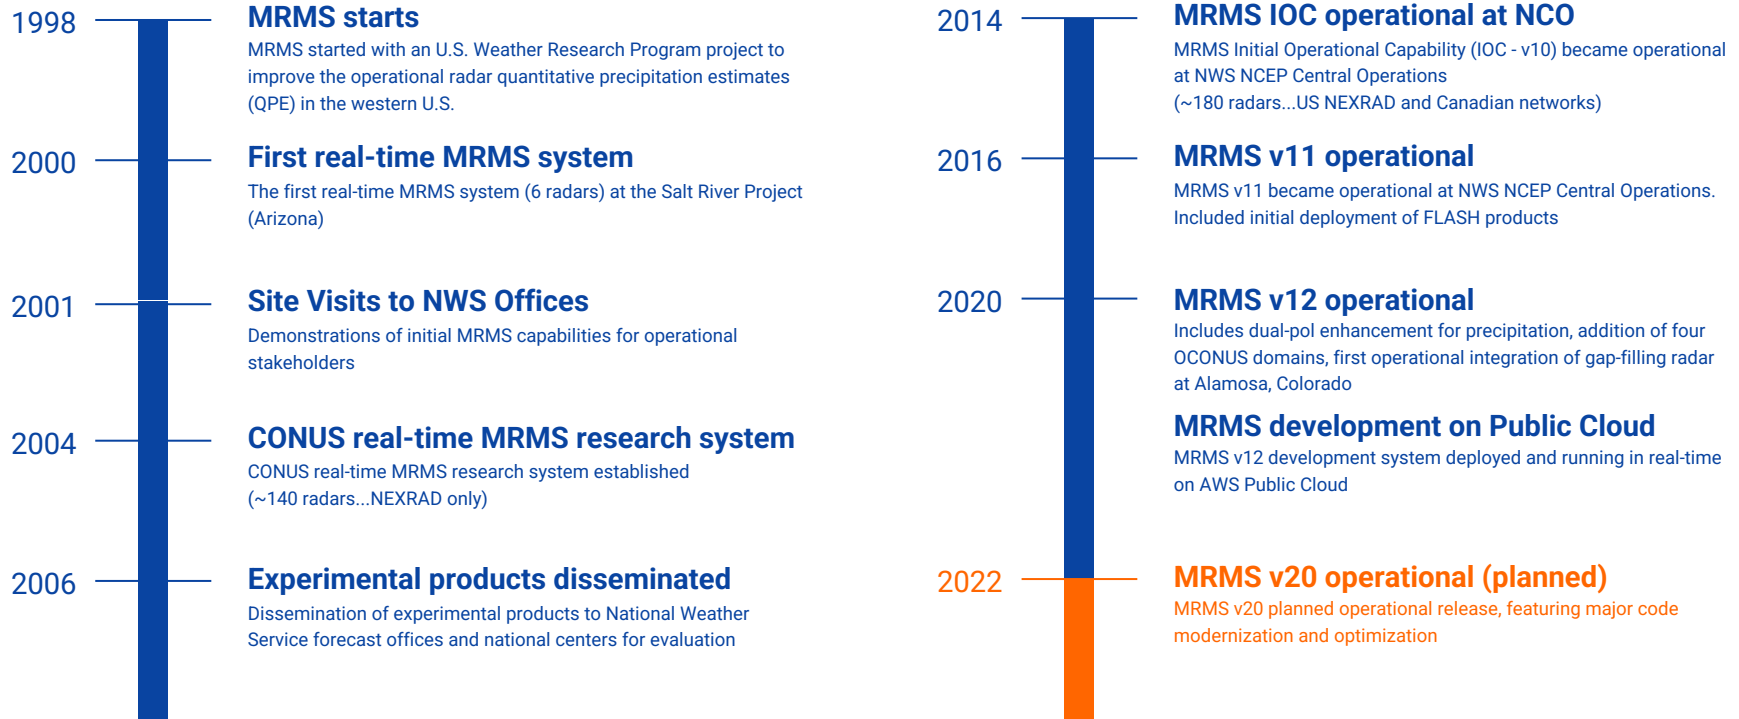 1998
MRMS starts
MRMS started with an U.S. Weather Research Program project to
improve the operational radar quantitative precipitation estimates
(QPE) in the western U.S.
2000
First real-time MRMS system
The first real-time MRMS system (6 radars) at the Salt River Project
(Arizona)
2001
Site Visits to NWS Offices
Demonstrations of initial MRMS capabilities for operational
stakeholders
2004
CONUS real-time MRMS research system
CONUS real-time MRMS research system established
(~140 radars...NEXRAD only)
2006
Experimental products disseminated
Dissemination of experimental products to National Weather
Service forecast offices and national centers for evaluation
2014
MRMS IOC operational at NCO
MRMS Initial Operational Capability (IOC - v10) became operational
at NWS NCEP Central Operations
(~180 radars...US NEXRAD and Canadian networks)
2016
MRMS v11 operational
MRMS v11 became operational at NWS NCEP Central Operations.
Included initial deployment of FLASH products
2020
MRMS v12 operational
Includes dual-pol enhancement for precipitation, addition of four
OCONUS domains, first operational integration of gap-filling radar
at Alamosa, Colorado
MRMS development on Public Cloud
MRMS v12 development system deployed and running in real-time
on AWS Public Cloud
2022
MRMS v20 operational (planned)
MRMS v20 planned operational release, featuring major code
modernization and optimization